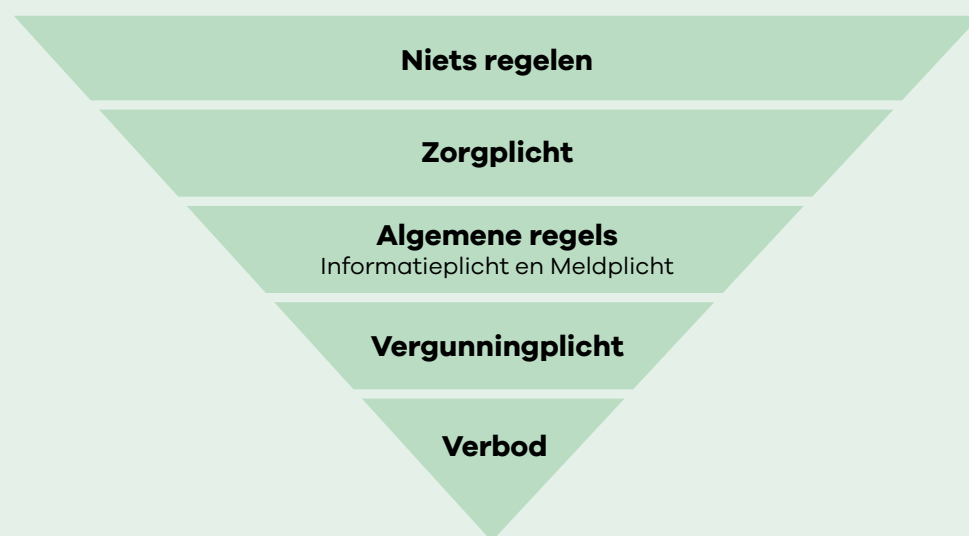 Niets regelen
Zorgplicht
Algemene regels
Informatieplicht en Meldplicht
Vergunningplicht
Verbod